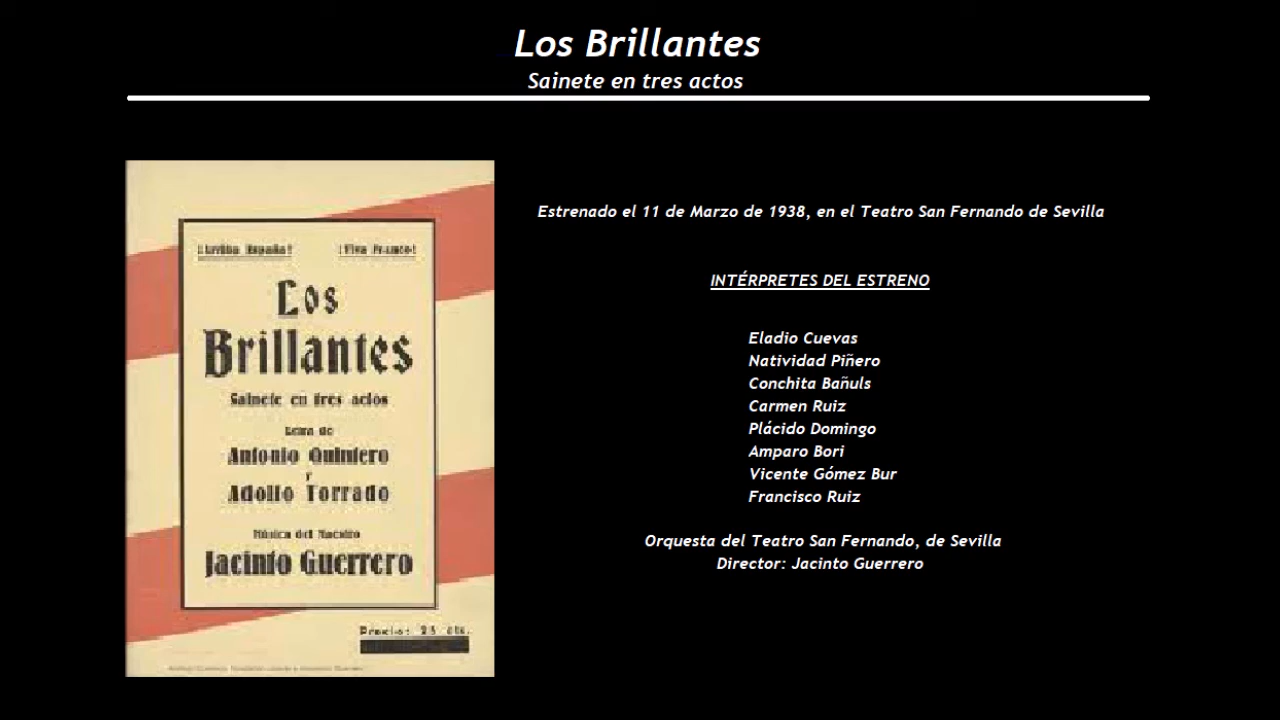 Los Brillantes
Sainete en tres actos
¡Arriba España! ¡Viva Franco!
Los
Brillantes
Sainete en tres actos
Letra de
Antonio Quintero
y
Adolfo Torrado
Música del Maestro
Jacinto Guerrero
Precio: 25 cts.
Estrenado el 11 de Marzo de 1938, en el Teatro San Fernando de Sevilla
INTÉRPRETES DEL ESTRENO
Eladio Cuevas
Natividad Piñero
Conchita Bañuls
Carmen Ruiz
Plácido Domingo
Amparo Bori
Vicente Gómez Bur
Francisco Ruiz
Orquesta del Teatro San Fernando, de Sevilla
Director: Jacinto Guerrero